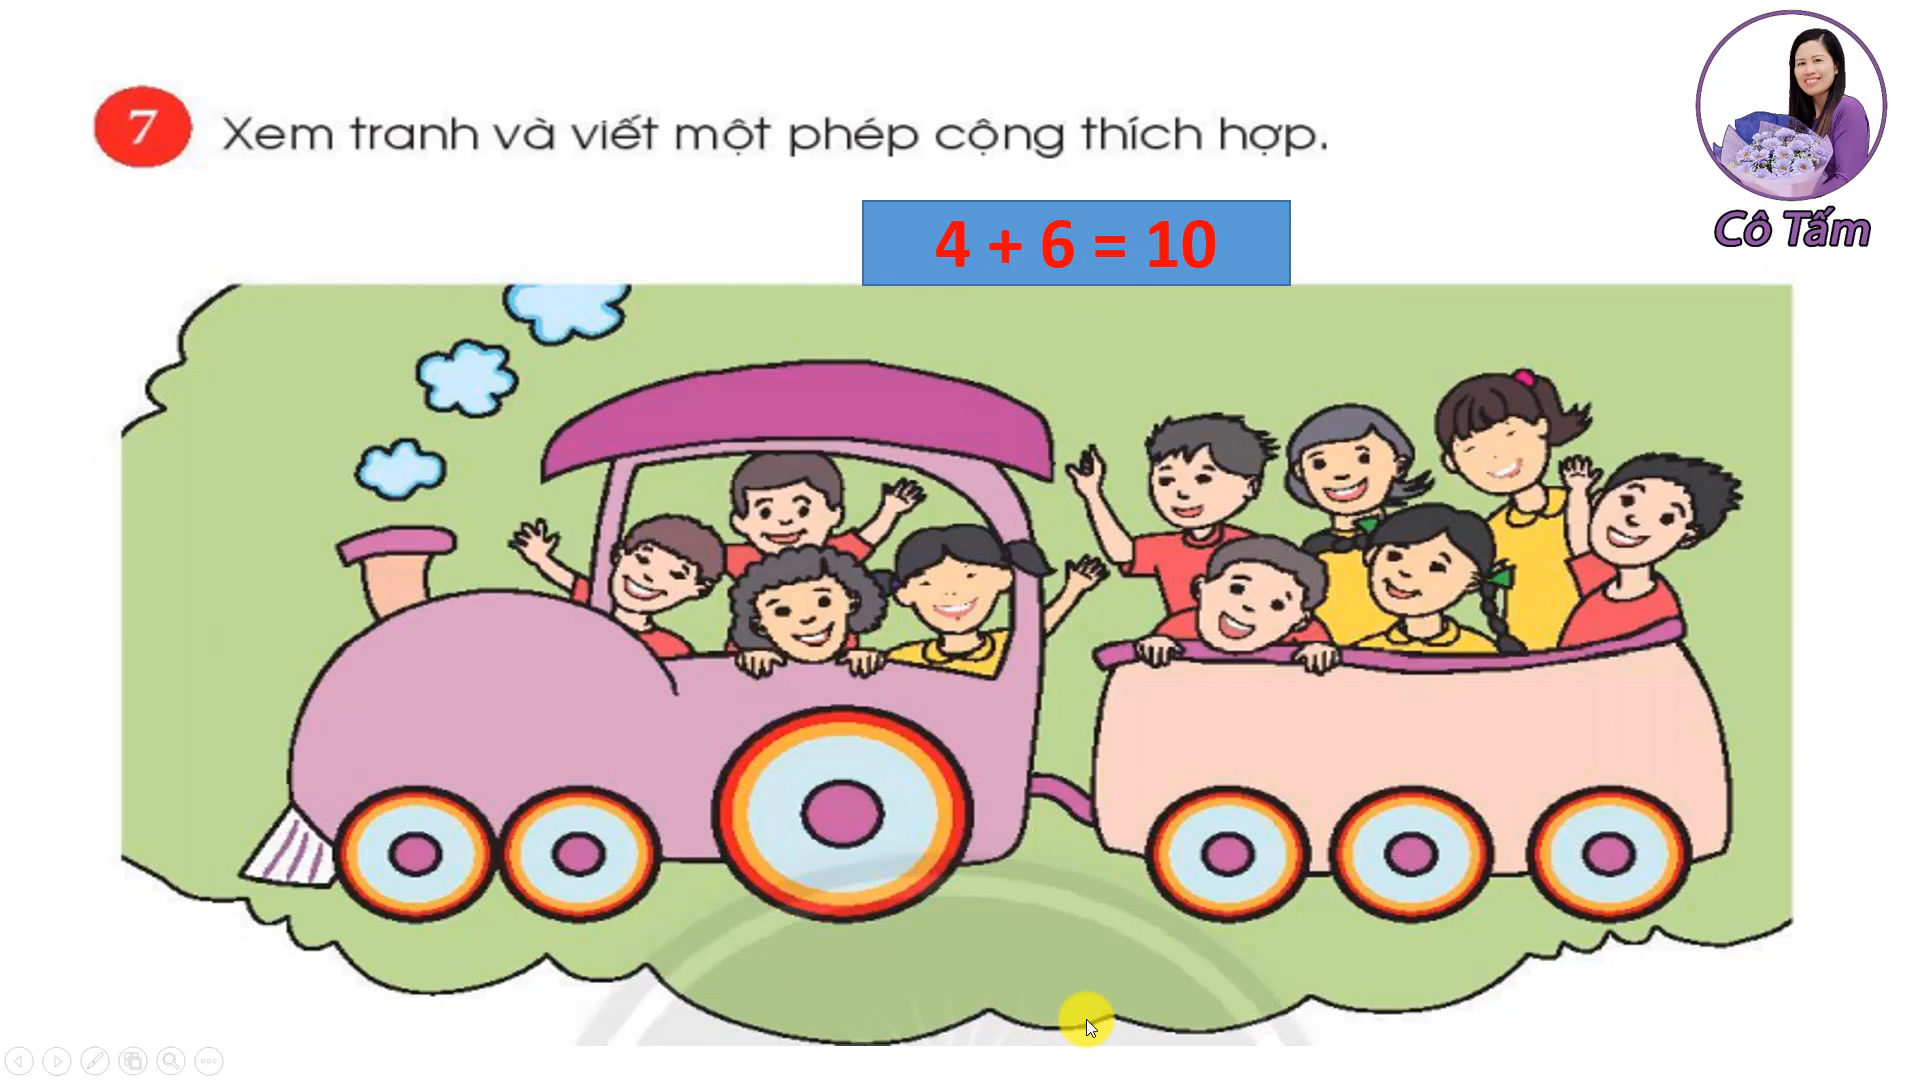 7 Xem tranh và viết một phép cộng thích hợp.
Cô Tấm
4 + 6 = 10